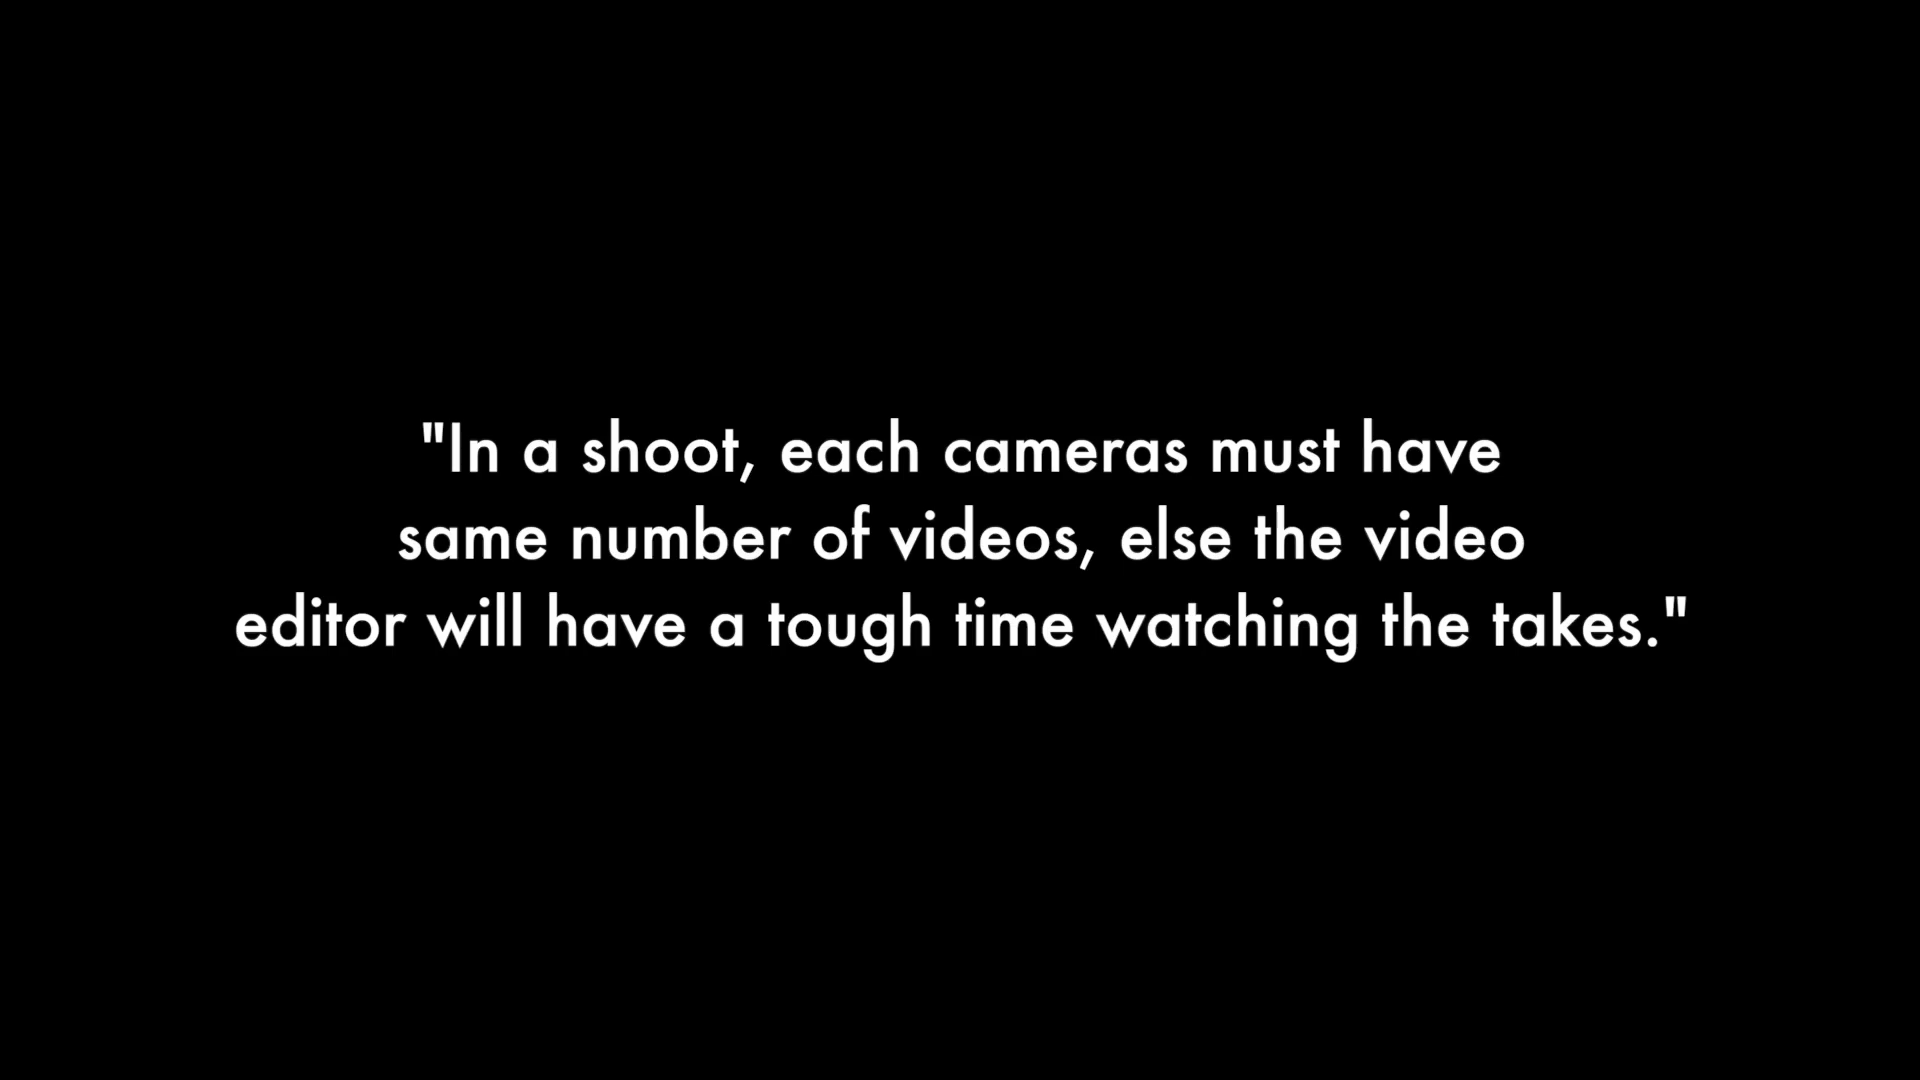 "In a shoot, each cameras must have
same number of videos, else the video
editor will have a tough time watching the takes."